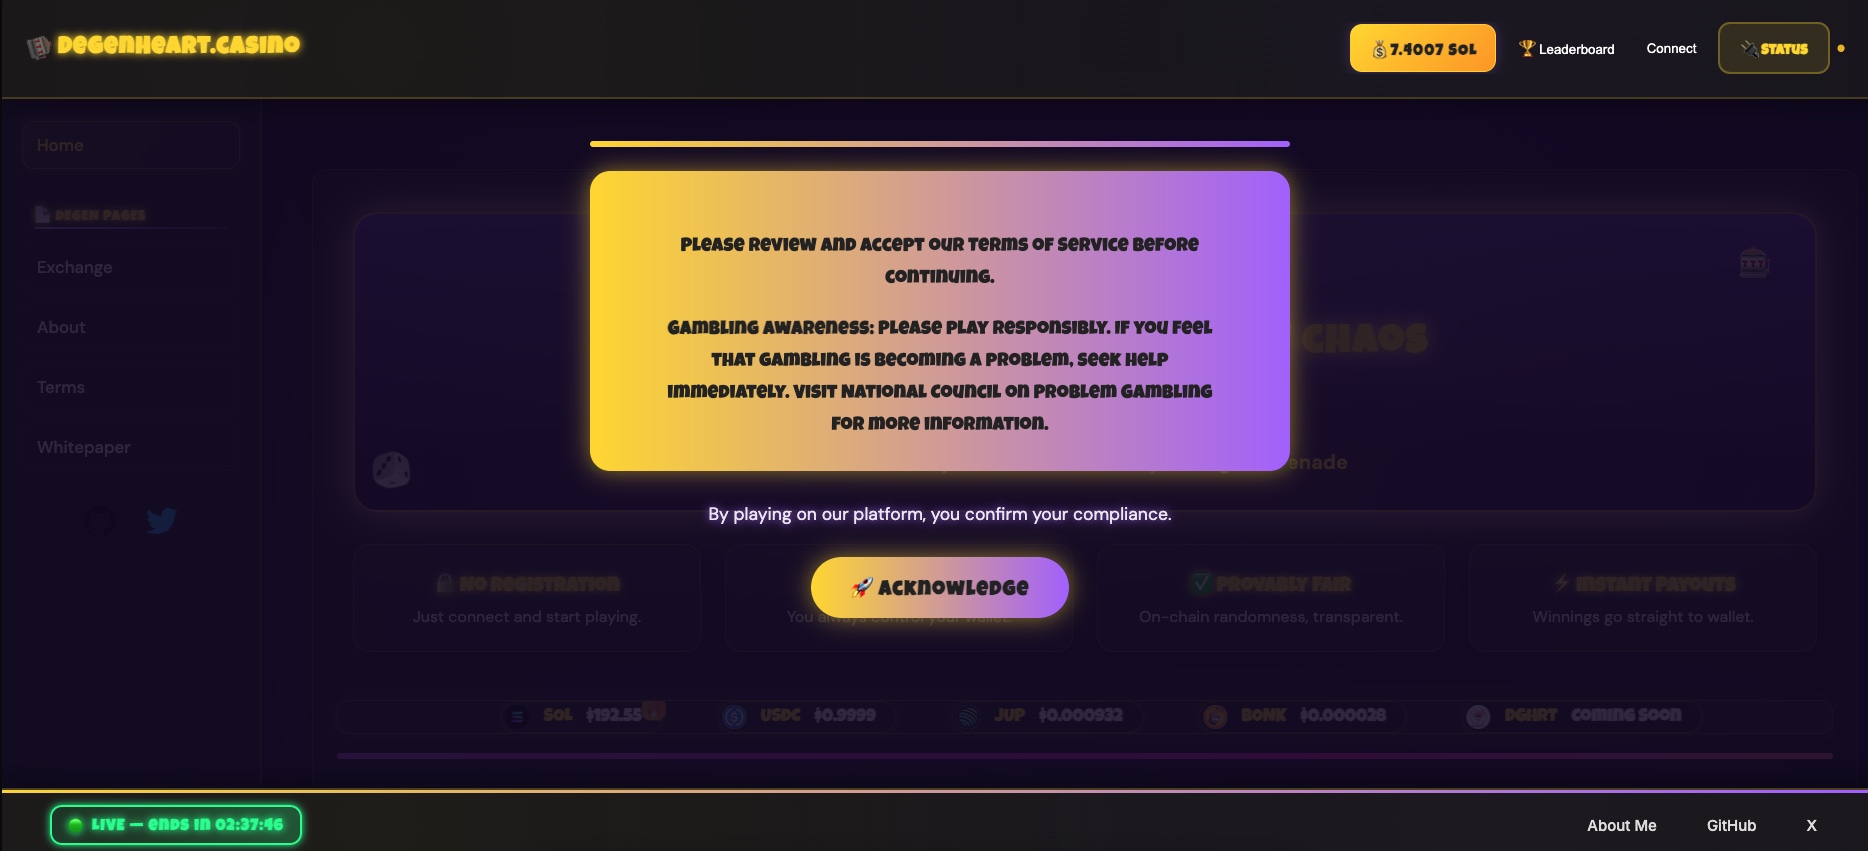 DegenHeart.casino
7.4007 SOL
Leaderboard
Connect
Status
Home
Degen Pages
Exchange
About
Terms
Whitepaper
Please review and accept our Terms of Service before
continuing.
Gambling Awareness: Please play responsibly. If you feel
that gambling is becoming a problem, seek help
immediately. Visit National Council on Problem Gambling
for more information.
Chaos
By playing on our platform, you confirm your compliance.
🚀 Acknowledge
No Registration
Just connect and start playing.
You always control your wallet.
Provably Fair
On-chain randomness, transparent.
Instant Payouts
Winnings go straight to wallet.
SOL $192.55
USDC $0.9999
JUP $0.000932
BONK $0.000028
DGHRT Coming Soon
LIVE — Ends in 02:37:46
About Me
GitHub
X